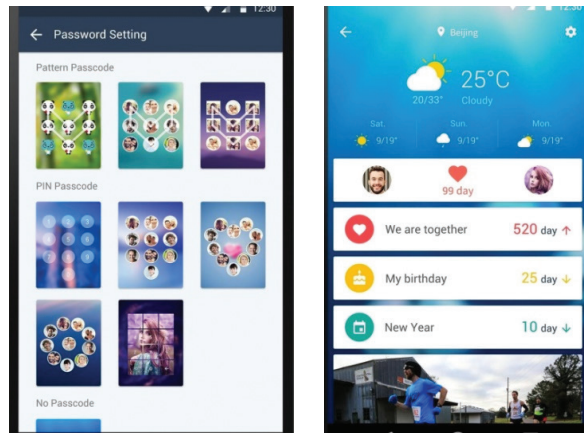 12:30
Password Setting
Pattern Passcode
PIN Passcode
No Passcode
12:30
Beijing
25°C
20/33° Cloudy
Sat. Sun. Mon.
9/19° 9/19° 9/19°
99 day
We are together 520 day ↑
My birthday 25 day ↓
New Year 10 day ↓